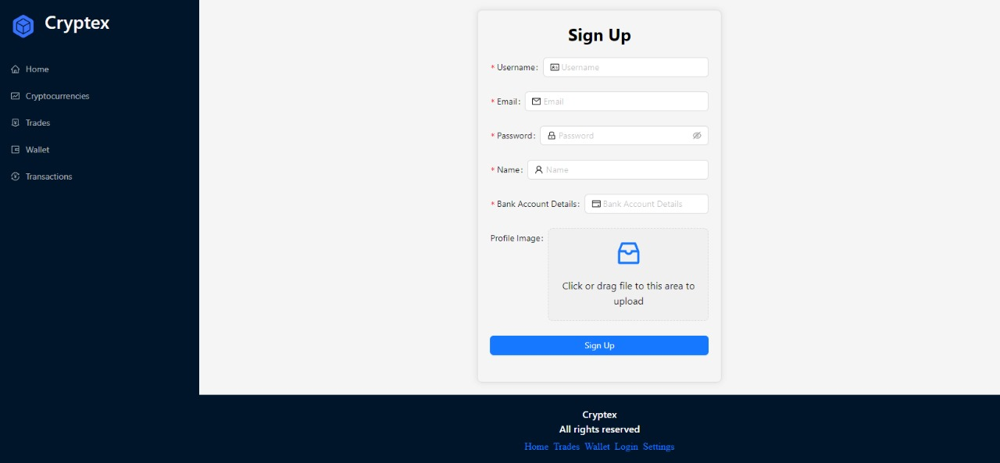 Cryptex
Home
Cryptocurrencies
Trades
Wallet
Transactions
Sign Up
* Username: Username
* Email: Email
* Password: Password
* Name: Name
* Bank Account Details: Bank Account Details
Profile Image:
Click or drag file to this area to
upload
Sign Up
Cryptex
All rights reserved
Home Trades Wallet Login Settings